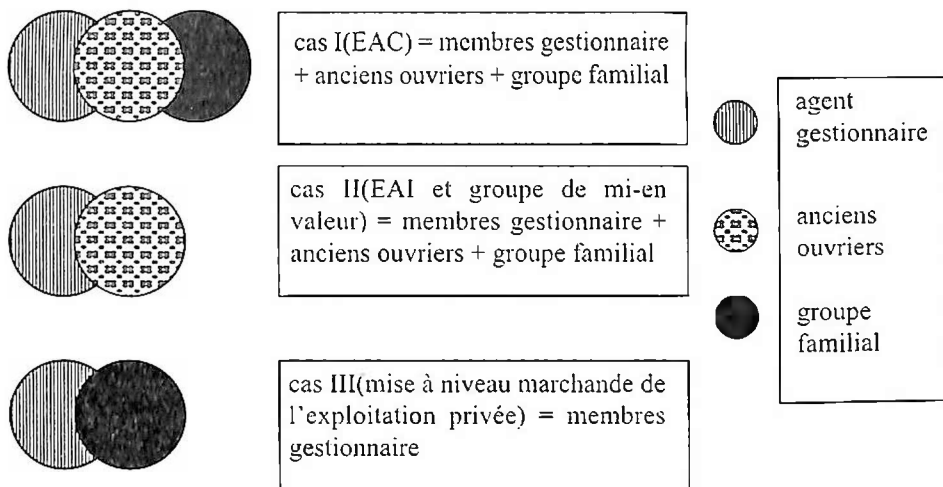 cas I(EAC) = membres gestionnaire
+ anciens ouvriers + groupe familial
cas II(EAI et groupe de mi-en
valeur) = membres gestionnaire +
anciens ouvriers + groupe familial
cas III(mise à niveau marchande de
l'exploitation privée) = membres
gestionnaire
agent
gestionnaire
anciens
ouvriers
groupe
familial